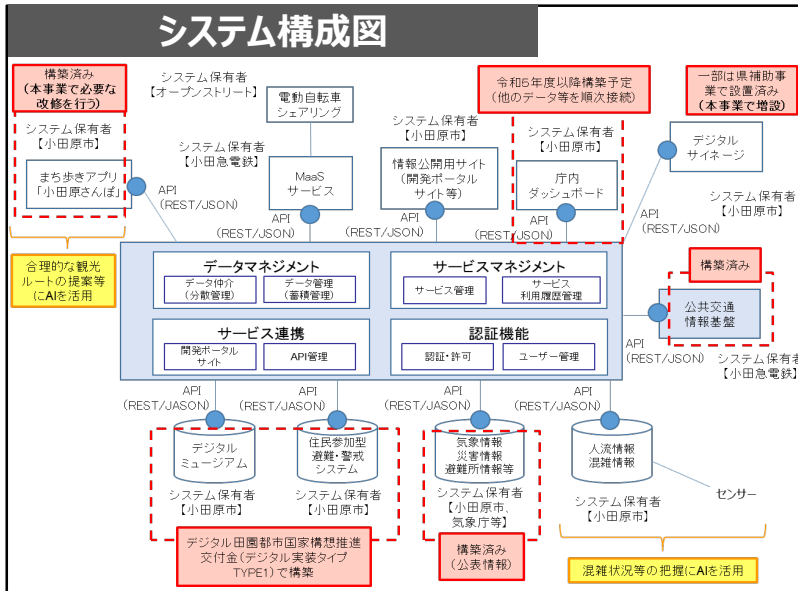 システム構成図
構築済み
(本事業で必要な
改修を行う)
システム保有者
【小田原市】
まち歩きアプリ
「小田原さんぽ」
API
(REST/JSON)
合理的な観光
ルートの提案等
にAIを活用
システム保有者
【オープンストリート】
電動自転車
シェアリング
システム保有者
【小田急電鉄】
MaaS
サービス
API
(REST/JSON)
システム保有者
【小田原市】
情報公開用サイト
(開発ポータル
サイト等)
API
(REST/JSON)
令和5年度以降構築予定
(他のデータ等を順次接続)
システム保有者
【小田原市】
庁内
ダッシュボード
API
(REST/JSON)
一部は県補助事
業で設置済み
(本事業で増設)
デジタル
サイネージ
システム保有者
【小田原市】
API
(REST/JSON)
データマネジメント
データ仲介
(分散管理)
データ管理
(蓄積管理)
サービスマネジメント
サービス管理
サービス
利用履歴管理
サービス連携
開発ポータル
サイト
API管理
認証機能
認証・許可
ユーザー管理
構築済み
公共交通
情報基盤
API
(REST/JSON)
システム保有者
【小田急電鉄】
API
(REST/JASON)
API
(REST/JASON)
API
(REST/JASON)
API
(REST/JASON)
デジタル
ミュージアム
システム保有者
【小田原市】
住民参加型
避難・警戒
システム
システム保有者
【小田原市】
気象情報
災害情報
避難所情報等
システム保有者
【小田原市、
気象庁等】
人流情報
混雑情報
システム保有者
【小田原市】
センサー
デジタル田園都市国家構想推進
交付金(デジタル実装タイプ
TYPE1)で構築
構築済み
(公表情報)
混雑状況等の把握にAIを活用